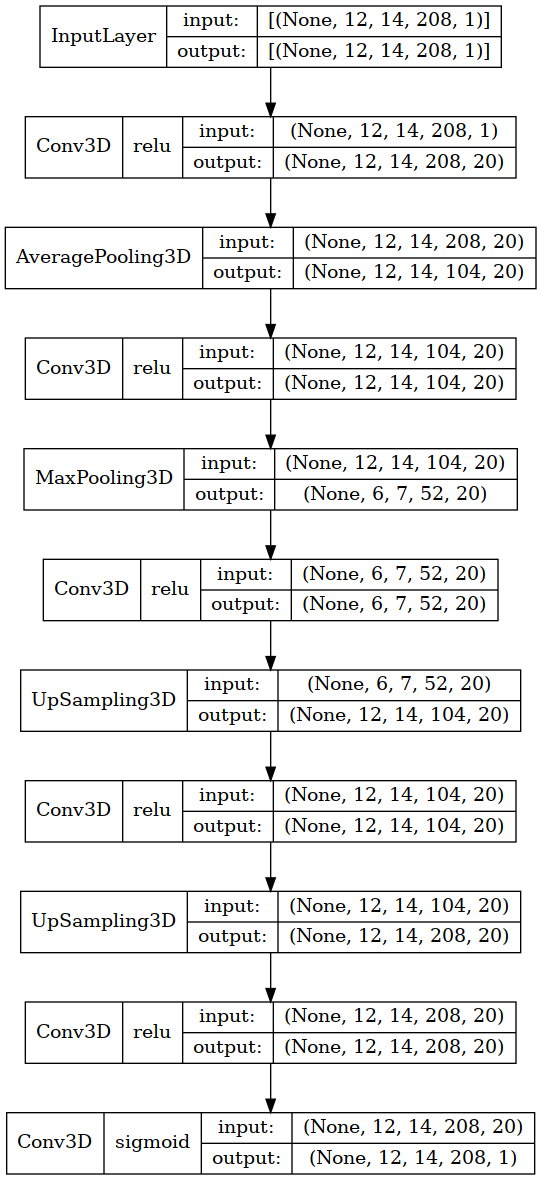 InputLayer
input: [(None, 12, 14, 208, 1)]
output: [(None, 12, 14, 208, 1)]
Conv3D relu
input: (None, 12, 14, 208, 1)
output: (None, 12, 14, 208, 20)
AveragePooling3D
input: (None, 12, 14, 208, 20)
output: (None, 12, 14, 104, 20)
Conv3D relu
input: (None, 12, 14, 104, 20)
output: (None, 12, 14, 104, 20)
MaxPooling3D
input: (None, 12, 14, 104, 20)
output: (None, 6, 7, 52, 20)
Conv3D relu
input: (None, 6, 7, 52, 20)
output: (None, 6, 7, 52, 20)
UpSampling3D
input: (None, 6, 7, 52, 20)
output: (None, 12, 14, 104, 20)
Conv3D relu
input: (None, 12, 14, 104, 20)
output: (None, 12, 14, 104, 20)
UpSampling3D
input: (None, 12, 14, 104, 20)
output: (None, 12, 14, 208, 20)
Conv3D relu
input: (None, 12, 14, 208, 20)
output: (None, 12, 14, 208, 20)
Conv3D sigmoid
input: (None, 12, 14, 208, 20)
output: (None, 12, 14, 208, 1)